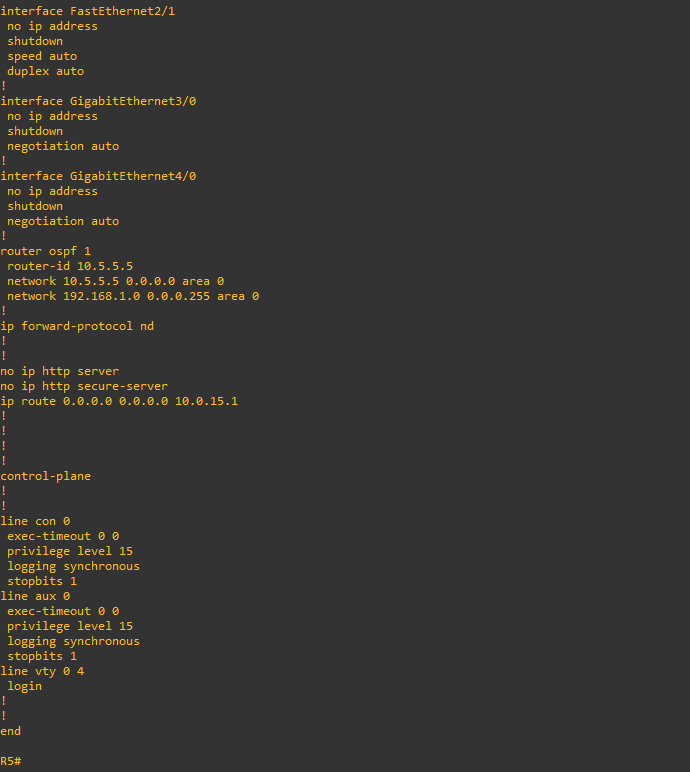 interface FastEthernet2/1
 no ip address
 shutdown
 speed auto
 duplex auto
!
interface GigabitEthernet3/0
 no ip address
 shutdown
 negotiation auto
!
interface GigabitEthernet4/0
 no ip address
 shutdown
 negotiation auto
!
router ospf 1
 router-id 10.5.5.5
 network 10.5.5.5 0.0.0.0 area 0
 network 192.168.1.0 0.0.0.255 area 0
!
ip forward-protocol nd
!
!
no ip http server
no ip http secure-server
ip route 0.0.0.0 0.0.0.0 10.0.15.1
!
!
!
!
control-plane
!
!
line con 0
 exec-timeout 0 0
 privilege level 15
 logging synchronous
 stopbits 1
line aux 0
 exec-timeout 0 0
 privilege level 15
 logging synchronous
 stopbits 1
line vty 0 4
 login
!
!
end

R5#